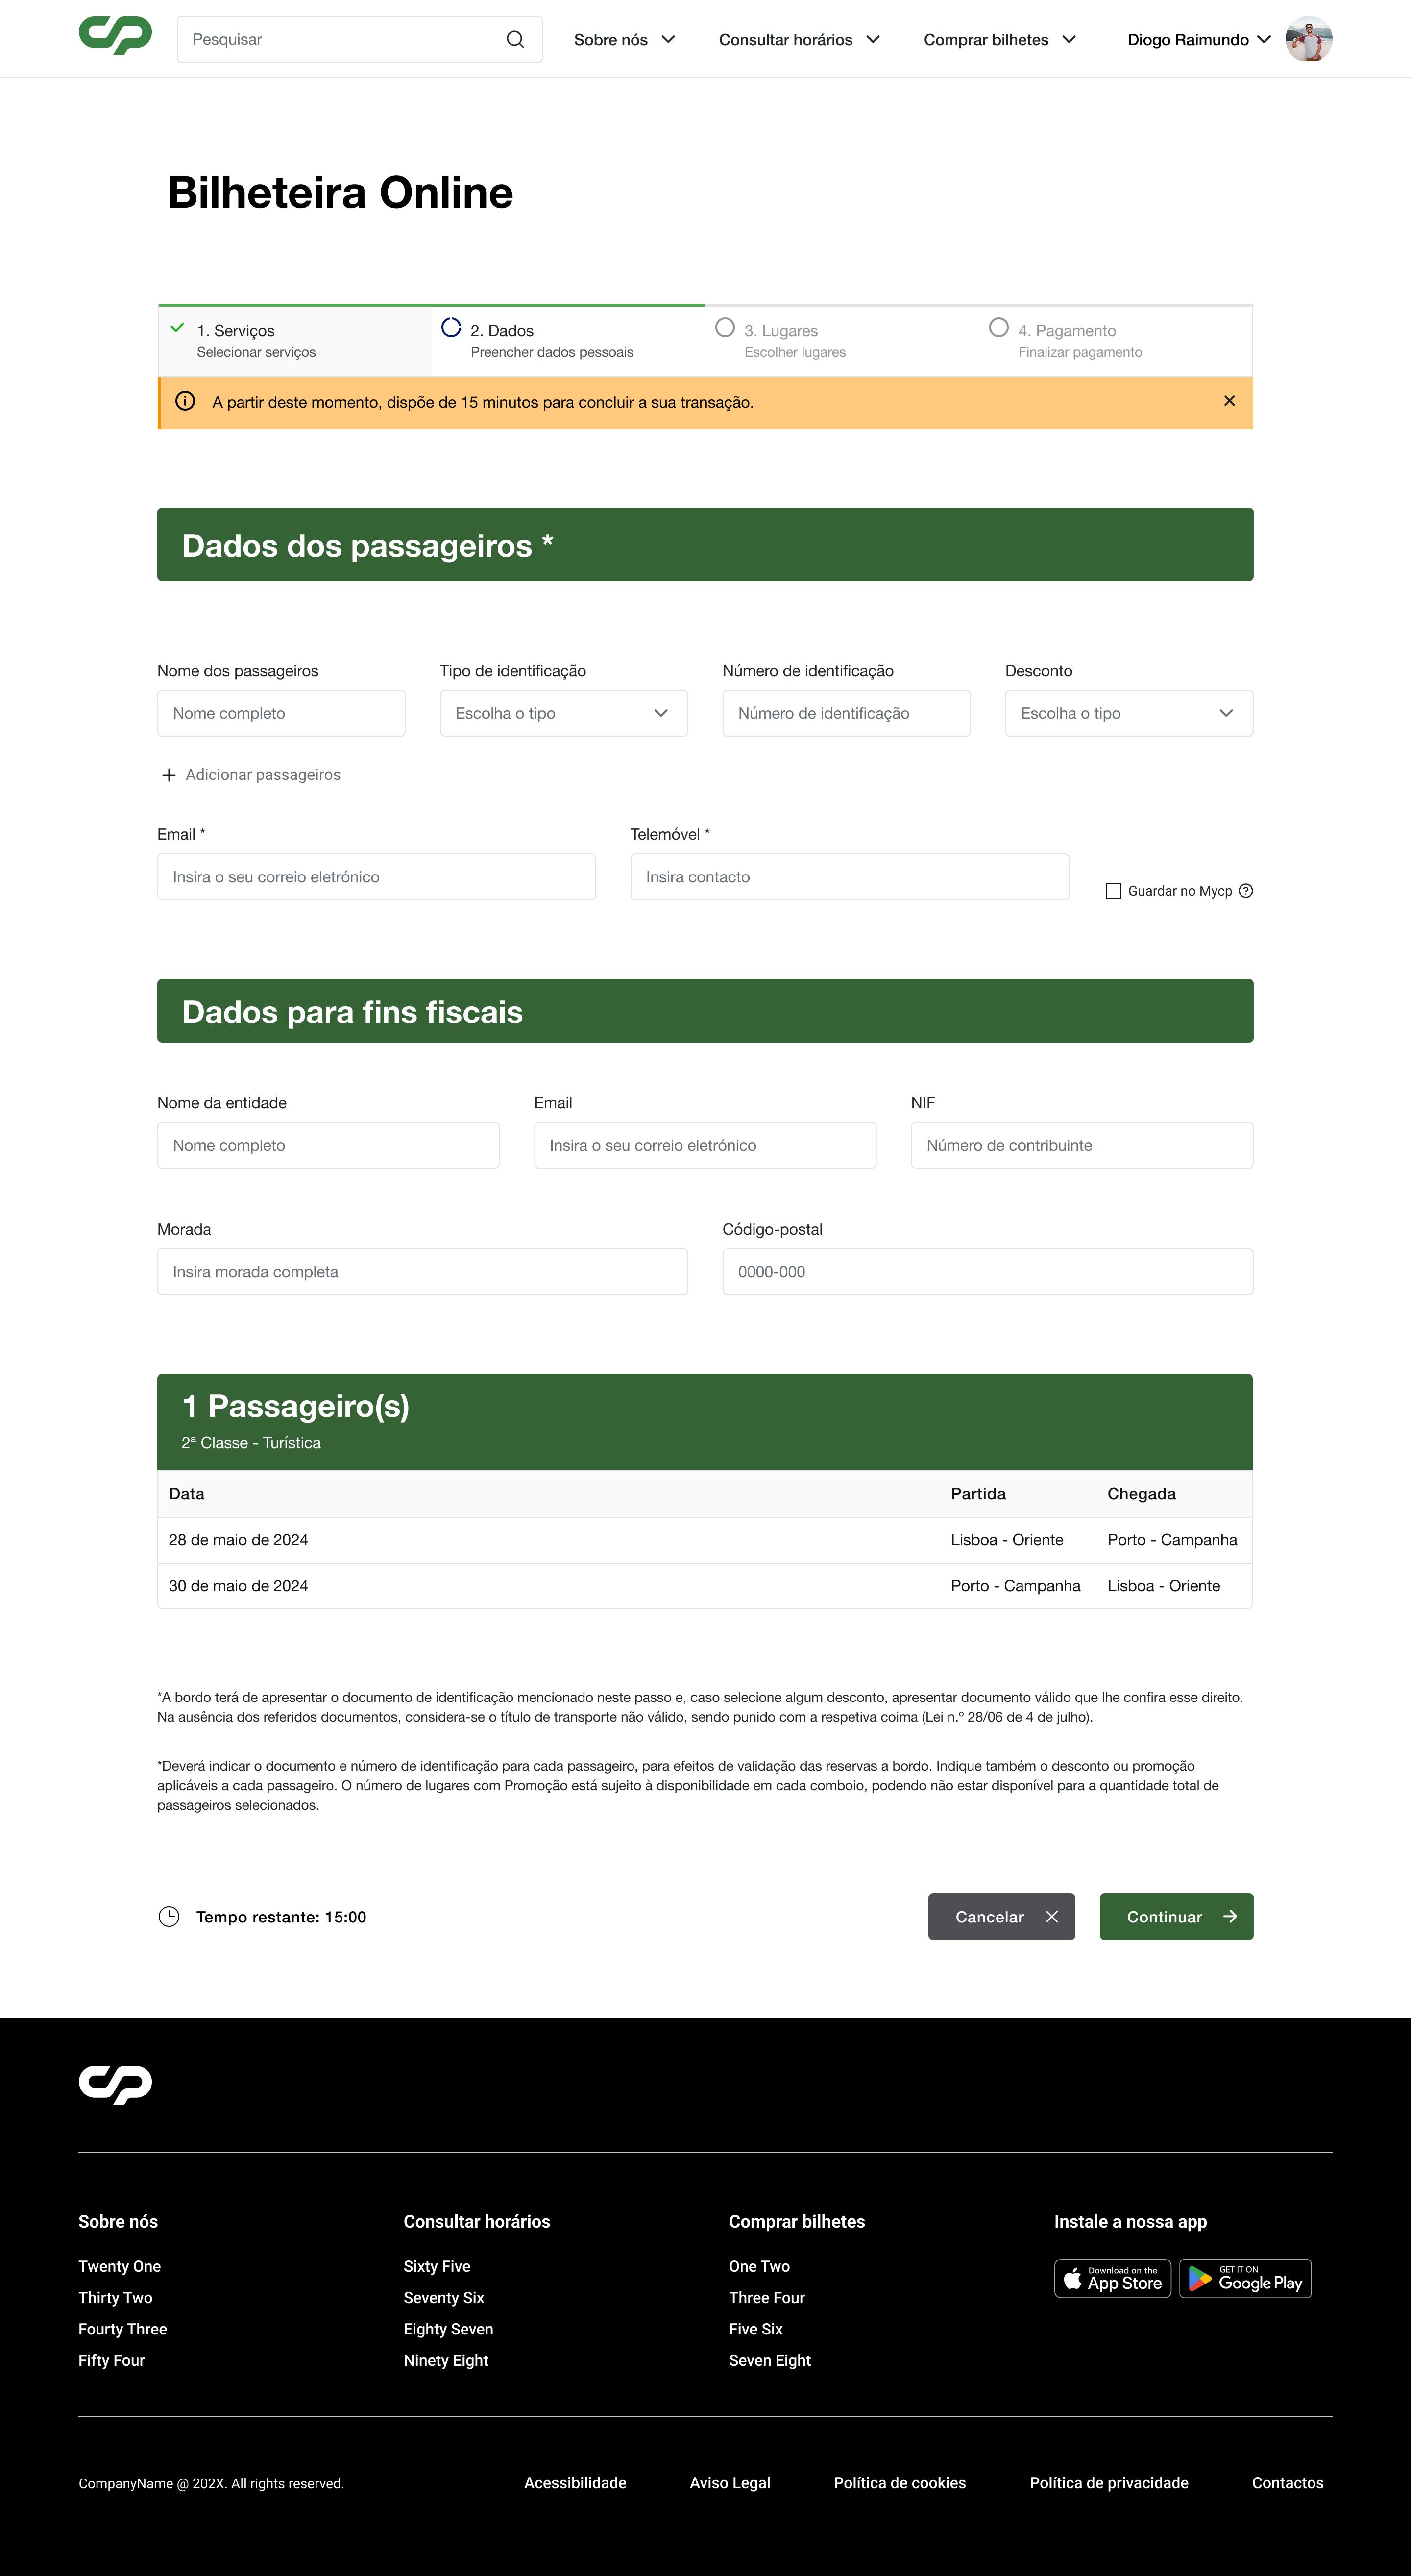 cp
Pesquisar
Sobre nós
Consultar horários
Comprar bilhetes
Diogo Raimundo
Bilheteira Online
1. Serviços
Selecionar serviços
2. Dados
Preencher dados pessoais
3. Lugares
Escolher lugares
4. Pagamento
Finalizar pagamento
A partir deste momento, dispõe de 15 minutos para concluir a sua transação.
Dados dos passageiros *
Nome dos passageiros
Tipo de identificação
Número de identificação
Desconto
Nome completo
Escolha o tipo
Número de identificação
Escolha o tipo
Adicionar passageiros
Email *
Telemóvel *
Insira o seu correio eletrónico
Insira contacto
Guardar no Mycp
Dados para fins fiscais
Nome da entidade
Email
NIF
Nome completo
Insira o seu correio eletrónico
Número de contribuinte
Morada
Código-postal
Insira morada completa
0000-000
1 Passageiro(s)
2ª Classe - Turística
Data Partida Chegada
28 de maio de 2024 Lisboa - Oriente Porto - Campanha
30 de maio de 2024 Porto - Campanha Lisboa - Oriente
*A bordo terá de apresentar o documento de identificação mencionado neste passo e, caso selecione algum desconto, apresentar documento válido que lhe confira esse direito.
Na ausência dos referidos documentos, considera-se o título de transporte não válido, sendo punido com a respetiva coima (Lei n.º 28/06 de 4 de julho).
*Deverá indicar o documento e número de identificação para cada passageiro, para efeitos de validação das reservas a bordo. Indique também o desconto ou promoção
aplicáveis a cada passageiro. O número de lugares com Promoção está sujeito à disponibilidade em cada comboio, podendo não estar disponível para a quantidade total de
passageiros selecionados.
Tempo restante: 15:00
Cancelar
Continuar
cp
Sobre nós
Twenty One
Thirty Two
Fourty Three
Fifty Four
Consultar horários
Sixty Five
Seventy Six
Eighty Seven
Ninety Eight
Comprar bilhetes
One Two
Three Four
Five Six
Seven Eight
Instale a nossa app
Download on the
App Store
GET IT ON
Google Play
CompanyName @ 202X. All rights reserved.
Acessibilidade
Aviso Legal
Política de cookies
Política de privacidade
Contactos